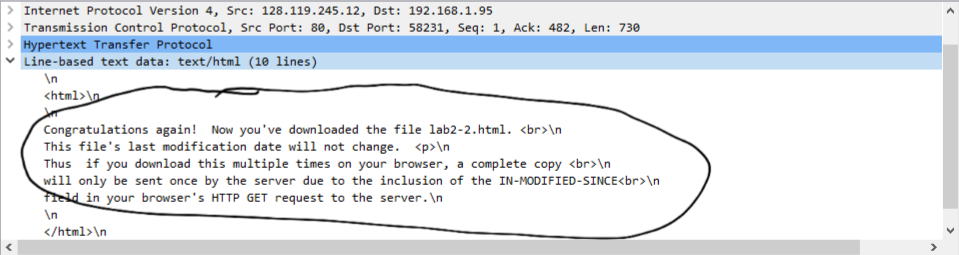 Internet Protocol Version 4, Src: 128.119.245.12, Dst: 192.168.1.95
Transmission Control Protocol, Src Port: 80, Dst Port: 58231, Seq: 1, Ack: 482, Len: 730
Hypertext Transfer Protocol
Line-based text data: text/html (10 lines)
\n
<html>\n
\n
Congratulations again!  Now you've downloaded the file lab2-2.html. <br>\n
This file's last modification date will not change.  <p>\n
Thus  if you download this multiple times on your browser, a complete copy <br>\n
will only be sent once by the server due to the inclusion of the IN-MODIFIED-SINCE<br>\n
field in your browser's HTTP GET request to the server.\n
\n
</html>\n